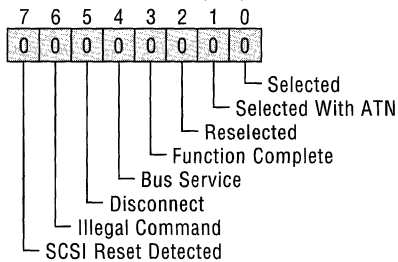 7 6 5 4 3 2 1 0
0 0 0 0 0 0 0 0
Selected
Selected With ATN
Reselected
Function Complete
Bus Service
Disconnect
Illegal Command
SCSI Reset Detected